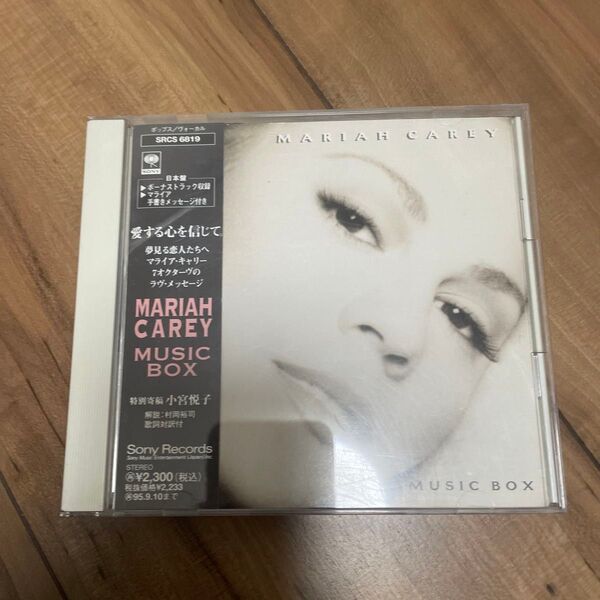 ポップス/ヴォーカル
SRCS 6819
SONY
日本盤
▶ボーナストラック収録
▶マライア
手書きメッセージ付き
愛する心を信じて。
夢見る恋人たちへ
マライア・キャリー
7オクターヴの
ラヴ・メッセージ
MARIAH
CAREY
MUSIC
BOX
特別寄稿 小宮悦子
解説:村岡裕司
歌詞対訳付
Sony Records
Sony Music Entertainment (Japan) Inc.
STEREO
¥2,300(税込)
税抜価格¥2,233
95.9.10まで
MARIAH CAREY
MUSIC BOX